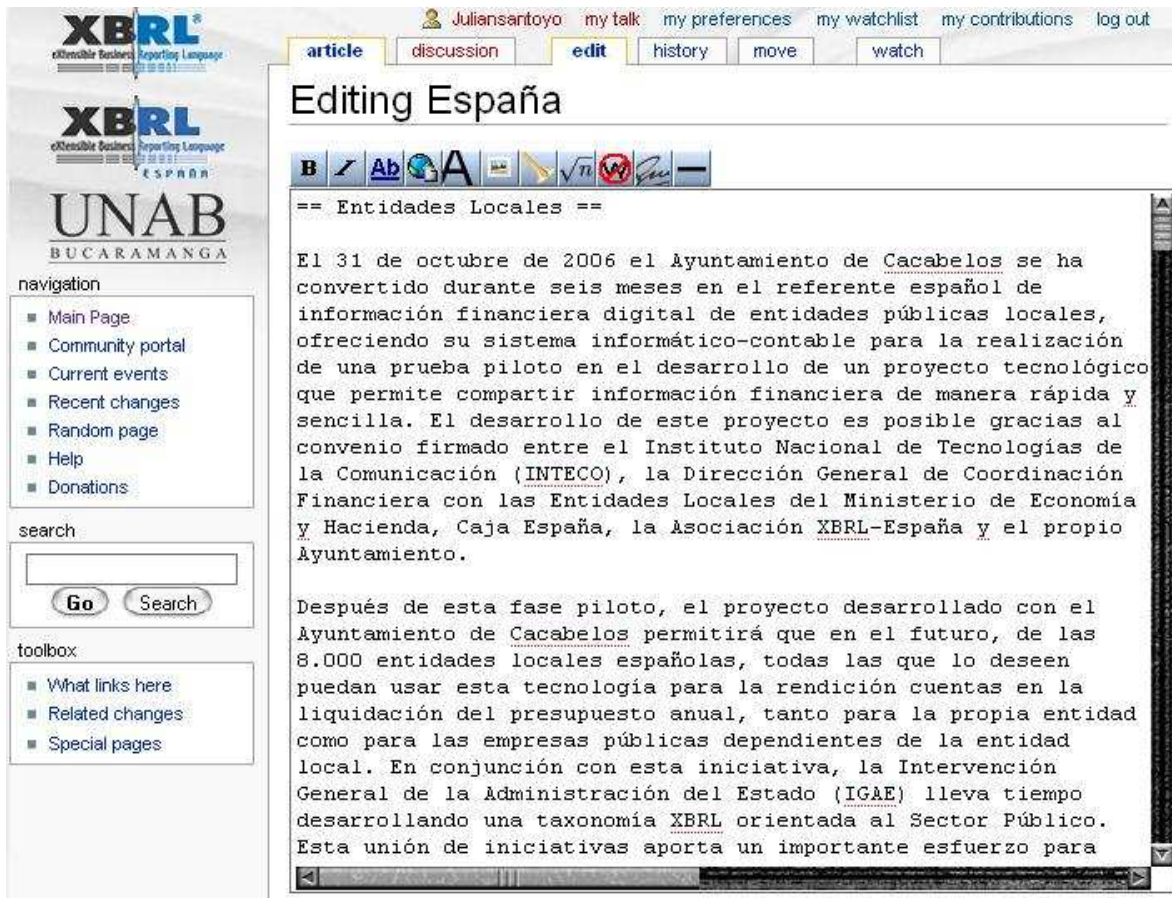 XBRL®
eXtensible Business Reporting Language
XBRL
eXtensible Business Reporting Language
ESPAÑA
UNAB
BUCARAMANGA
navigation
Main Page
Community portal
Current events
Recent changes
Random page
Help
Donations
search
Go Search
toolbox
What links here
Related changes
Special pages
Juliansantoyo my talk my preferences my watchlist my contributions log out
article discussion edit history move watch
Editing España
B I Ab A √n W
== Entidades Locales ==
El 31 de octubre de 2006 el Ayuntamiento de Cacabelos se ha
convertido durante seis meses en el referente español de
información financiera digital de entidades públicas locales,
ofreciendo su sistema informático-contable para la realización
de una prueba piloto en el desarrollo de un proyecto tecnológico
que permite compartir información financiera de manera rápida y
sencilla. El desarrollo de este proyecto es posible gracias al
convenio firmado entre el Instituto Nacional de Tecnologías de
la Comunicación (INTECO), la Dirección General de Coordinación
Financiera con las Entidades Locales del Ministerio de Economía
y Hacienda, Caja España, la Asociación XBRL-España y el propio
Ayuntamiento.
Después de esta fase piloto, el proyecto desarrollado con el
Ayuntamiento de Cacabelos permitirá que en el futuro, de las
8.000 entidades locales españolas, todas las que lo deseen
puedan usar esta tecnología para la rendición cuentas en la
liquidación del presupuesto anual, tanto para la propia entidad
como para las empresas públicas dependientes de la entidad
local. En conjunción con esta iniciativa, la Intervención
General de la Administración del Estado (IGAE) lleva tiempo
desarrollando una taxonomía XBRL orientada al Sector Público.
Esta unión de iniciativas aporta un importante esfuerzo para